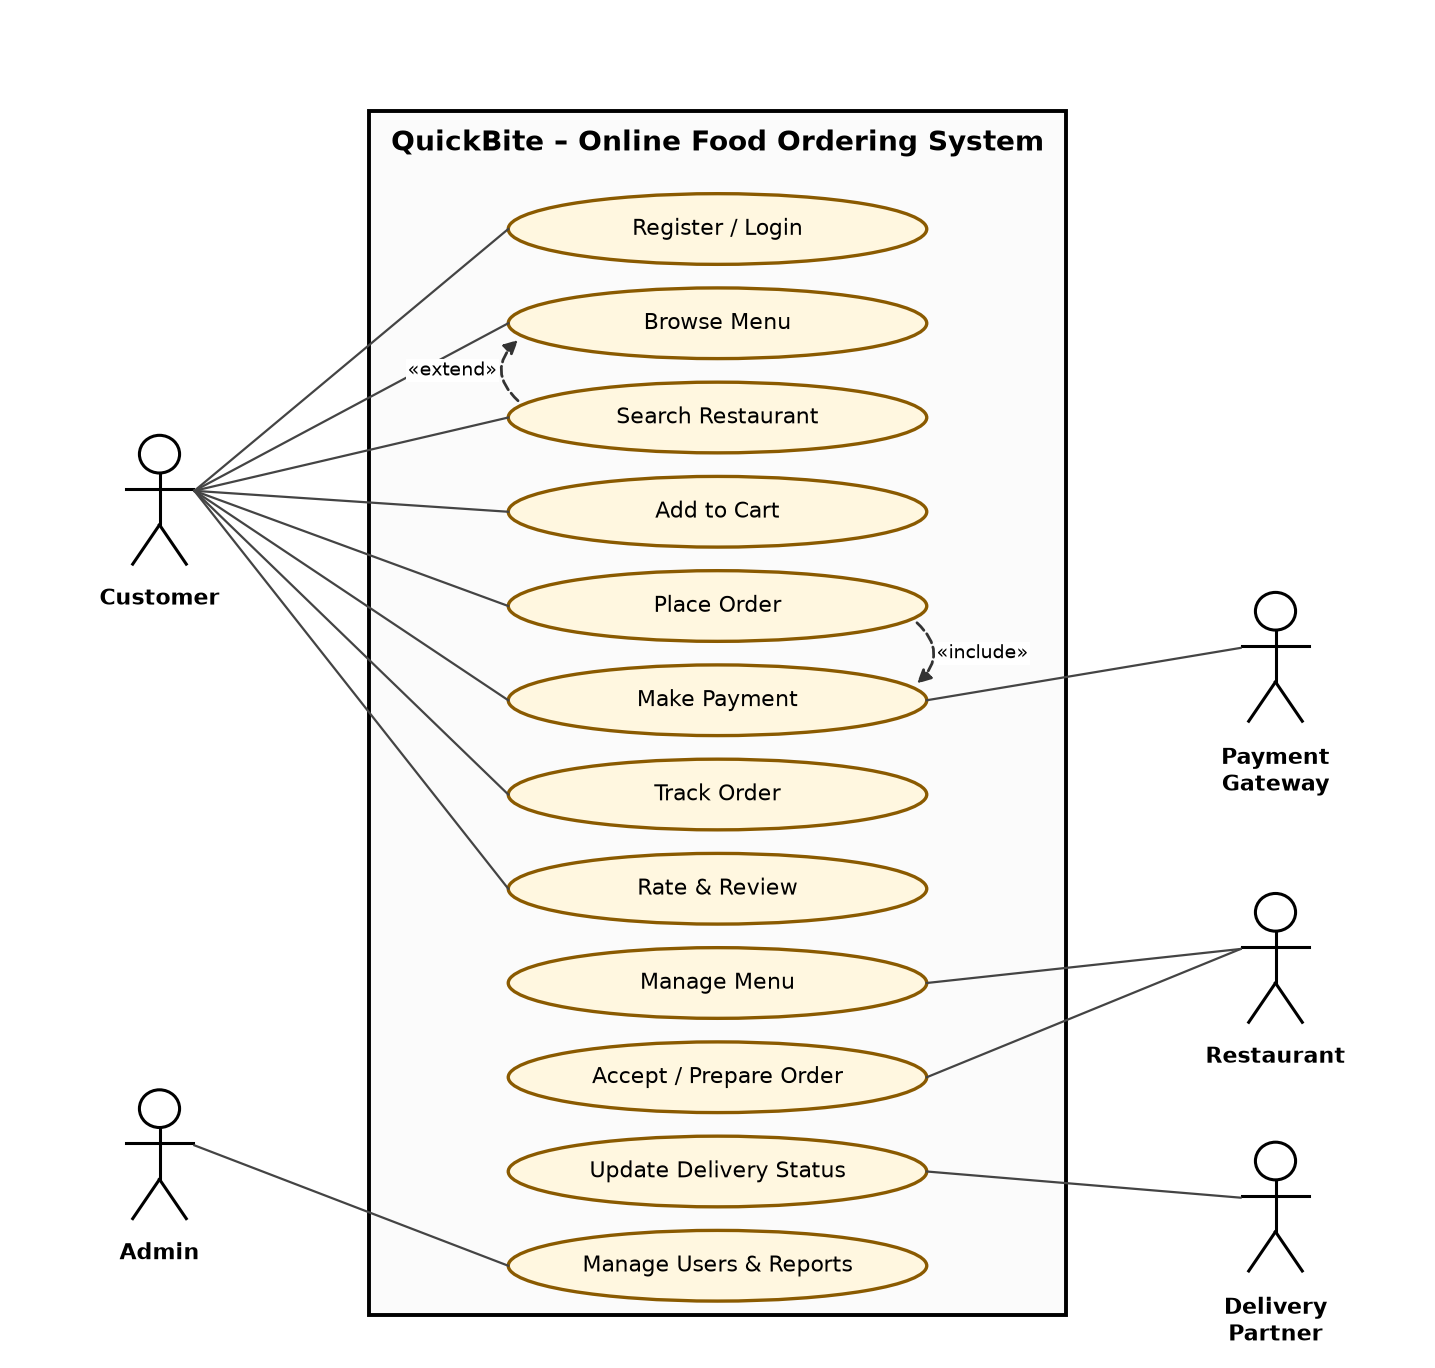 QuickBite – Online Food Ordering System
Register / Login
Browse Menu
«extend»
Search Restaurant
Add to Cart
Customer
Place Order
«include»
Make Payment
Payment
Gateway
Track Order
Rate & Review
Manage Menu
Restaurant
Accept / Prepare Order
Update Delivery Status
Admin
Manage Users & Reports
Delivery
Partner